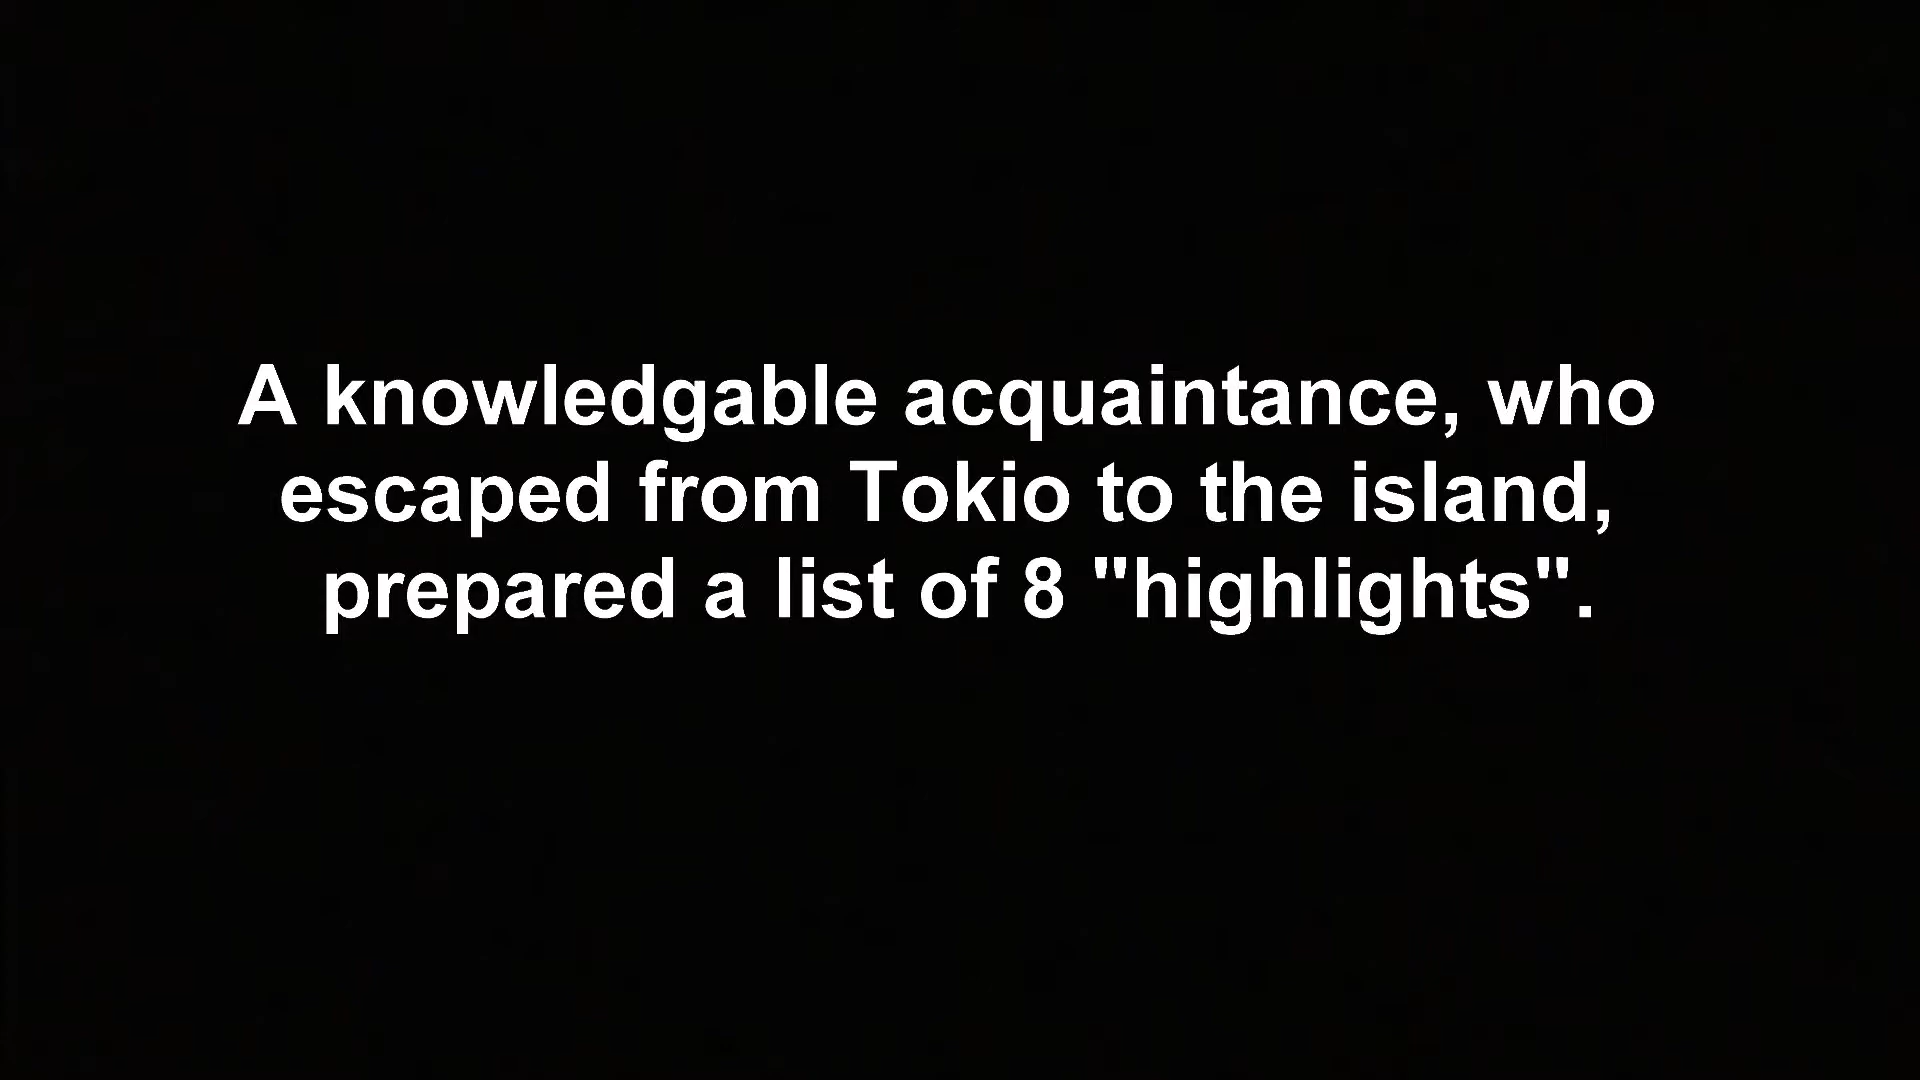 A knowledgable acquaintance, who
escaped from Tokio to the island,
prepared a list of 8 "highlights".